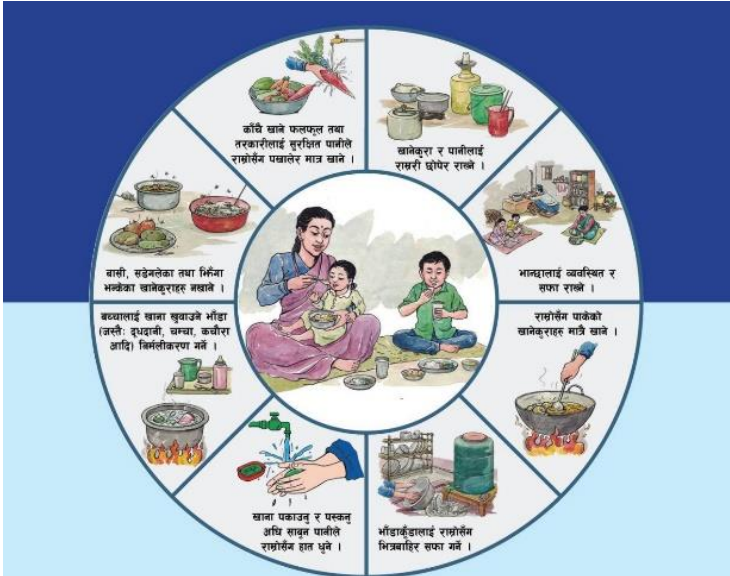 काँचै खाने फलफूल तथा
तरकारीलाई सुरक्षित पानीले
राम्रोसँग पखालेर मात्र खाने ।
खानेकुरा र पानीलाई
राम्ररी छोपेर राख्ने ।
भान्छालाई व्यवस्थित र
सफा राख्ने ।
राम्रोसँग पाकेको
खानेकुराहरु मात्रै खाने ।
भाँडाकुँडालाई राम्रोसँग
भित्रबाहिर सफा गर्ने ।
खाना पकाउनु र पस्कनु
अघि साबुन पानीले
राम्रोसँग हात धुने ।
बच्चालाई खाना खुवाउने भाँडा
(जस्तैः दूधदानी, चम्चा, कचौरा
आदि) निर्मलीकरण गर्ने ।
बासी, सडेगलेका तथा झिँगा
भन्केका खानेकुराहरु नखाने ।